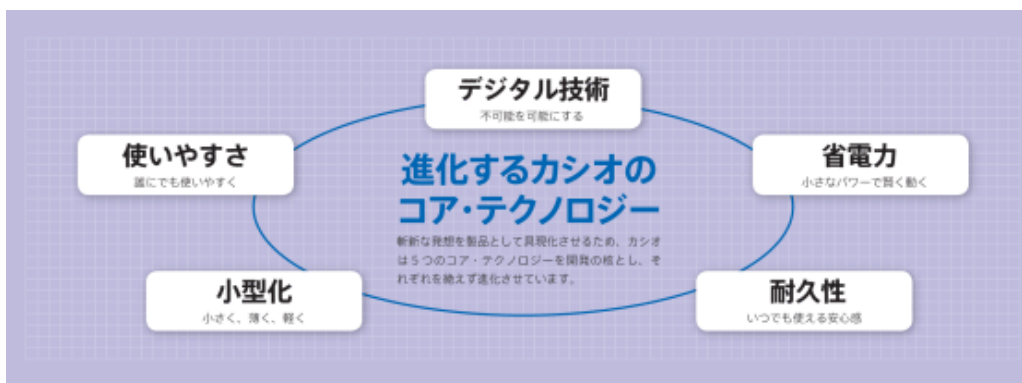 デジタル技術
不可能を可能にする
使いやすさ
誰にでも使いやすく
省電力
小さなパワーで賢く動く
進化するカシオの
コア・テクノロジー
斬新な発想を製品として具現化させるため、カシオ
は5つのコア・テクノロジーを開発の核とし、そ
れぞれを絶えず進化させています。
小型化
小さく、薄く、軽く
耐久性
いつでも使える安心感